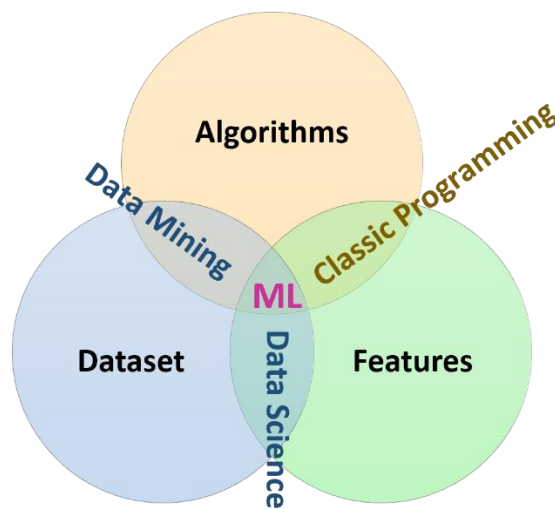 Algorithms
Data Mining
Classic Programming
ML
Dataset
Data Science
Features